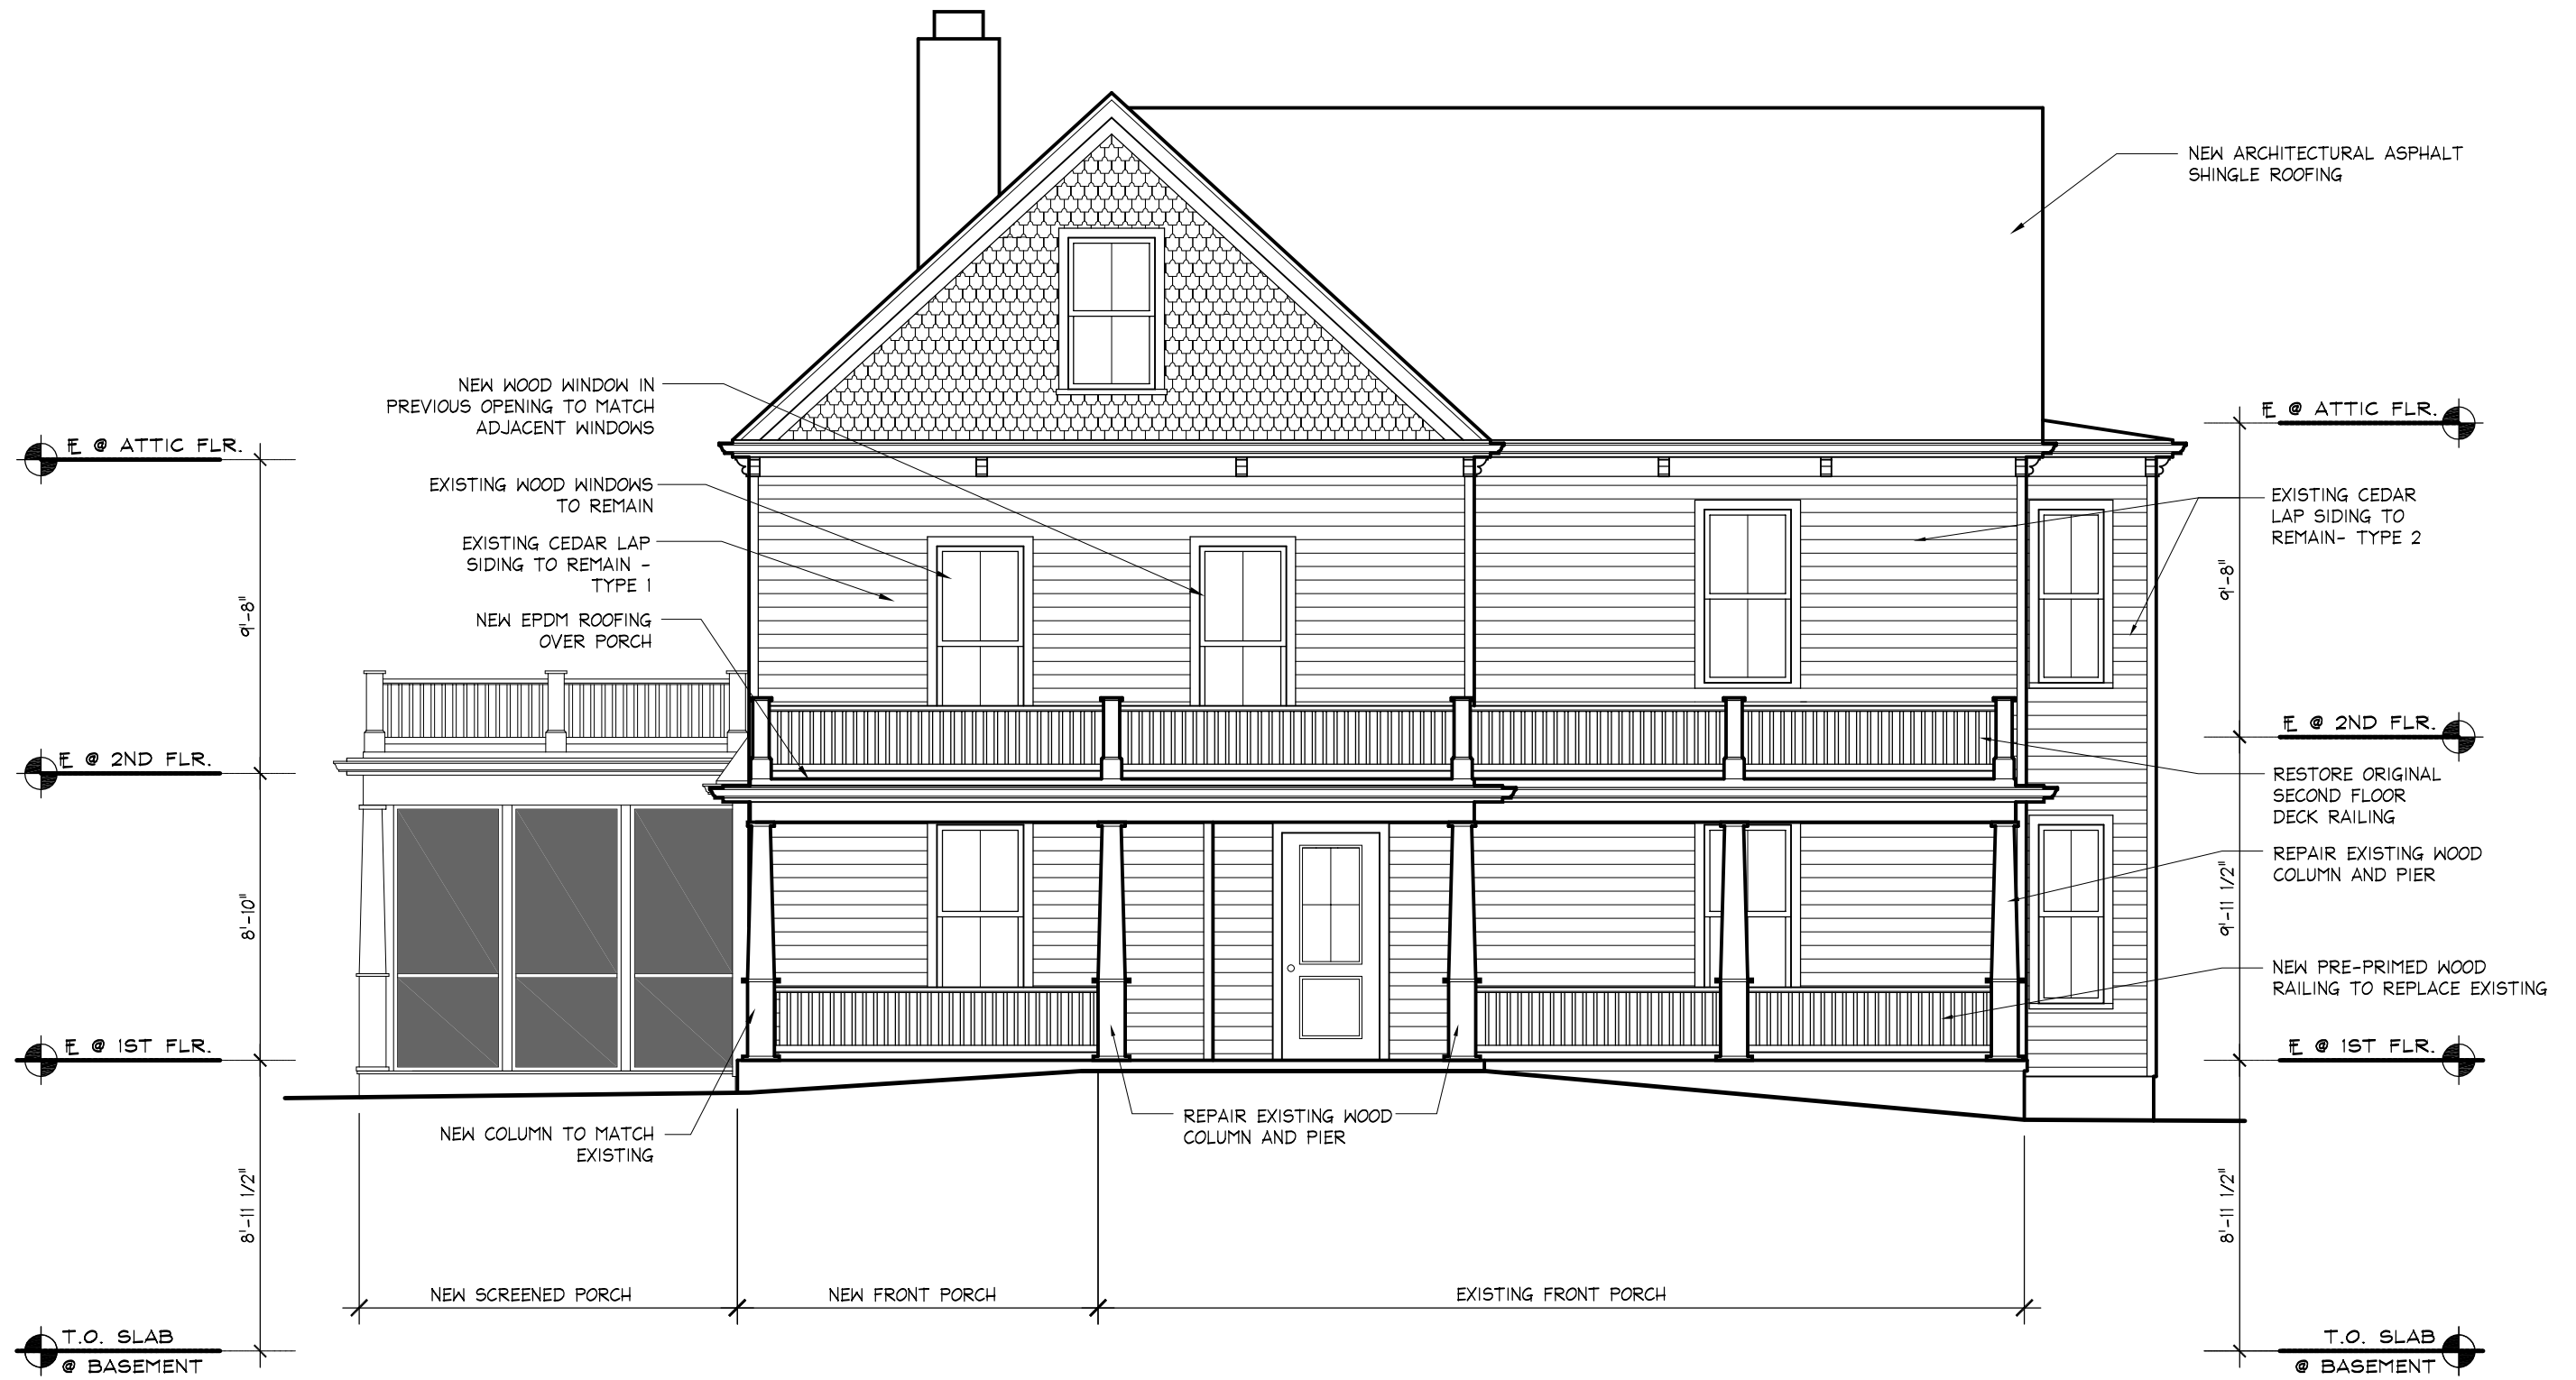 NEW ARCHITECTURAL ASPHALT
SHINGLE ROOFING
NEW WOOD WINDOW IN
PREVIOUS OPENING TO MATCH
ADJACENT WINDOWS
EXISTING WOOD WINDOWS
TO REMAIN
EXISTING CEDAR LAP
SIDING TO REMAIN -
TYPE 1
NEW EPDM ROOFING
OVER PORCH
FF @ ATTIC FLR.
9'-8"
FF @ 2ND FLR.
8'-10"
FF @ 1ST FLR.
8'-11 1/2"
T.O. SLAB
@ BASEMENT
NEW COLUMN TO MATCH
EXISTING
REPAIR EXISTING WOOD
COLUMN AND PIER
NEW SCREENED PORCH
NEW FRONT PORCH
EXISTING FRONT PORCH
FF @ ATTIC FLR.
EXISTING CEDAR
LAP SIDING TO
REMAIN- TYPE 2
9'-8"
FF @ 2ND FLR.
RESTORE ORIGINAL
SECOND FLOOR
DECK RAILING
REPAIR EXISTING WOOD
COLUMN AND PIER
9'-11 1/2"
NEW PRE-PRIMED WOOD
RAILING TO REPLACE EXISTING
FF @ 1ST FLR.
8'-11 1/2"
T.O. SLAB
@ BASEMENT